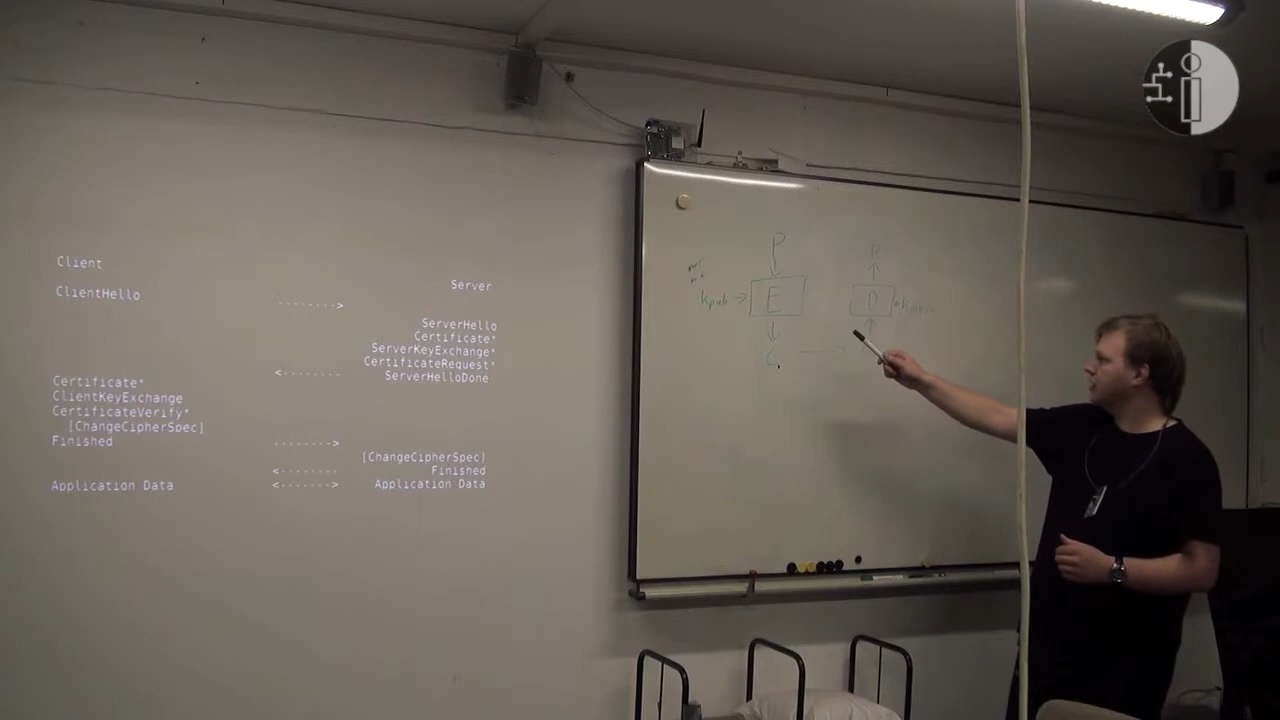 Client
Server
ClientHello -------->
ServerHello
Certificate*
ServerKeyExchange*
CertificateRequest*
<-------- ServerHelloDone
Certificate*
ClientKeyExchange
CertificateVerify*
[ChangeCipherSpec]
Finished -------->
[ChangeCipherSpec]
<-------- Finished
Application Data <-------> Application Data
P
P
Kpub → E
D
C